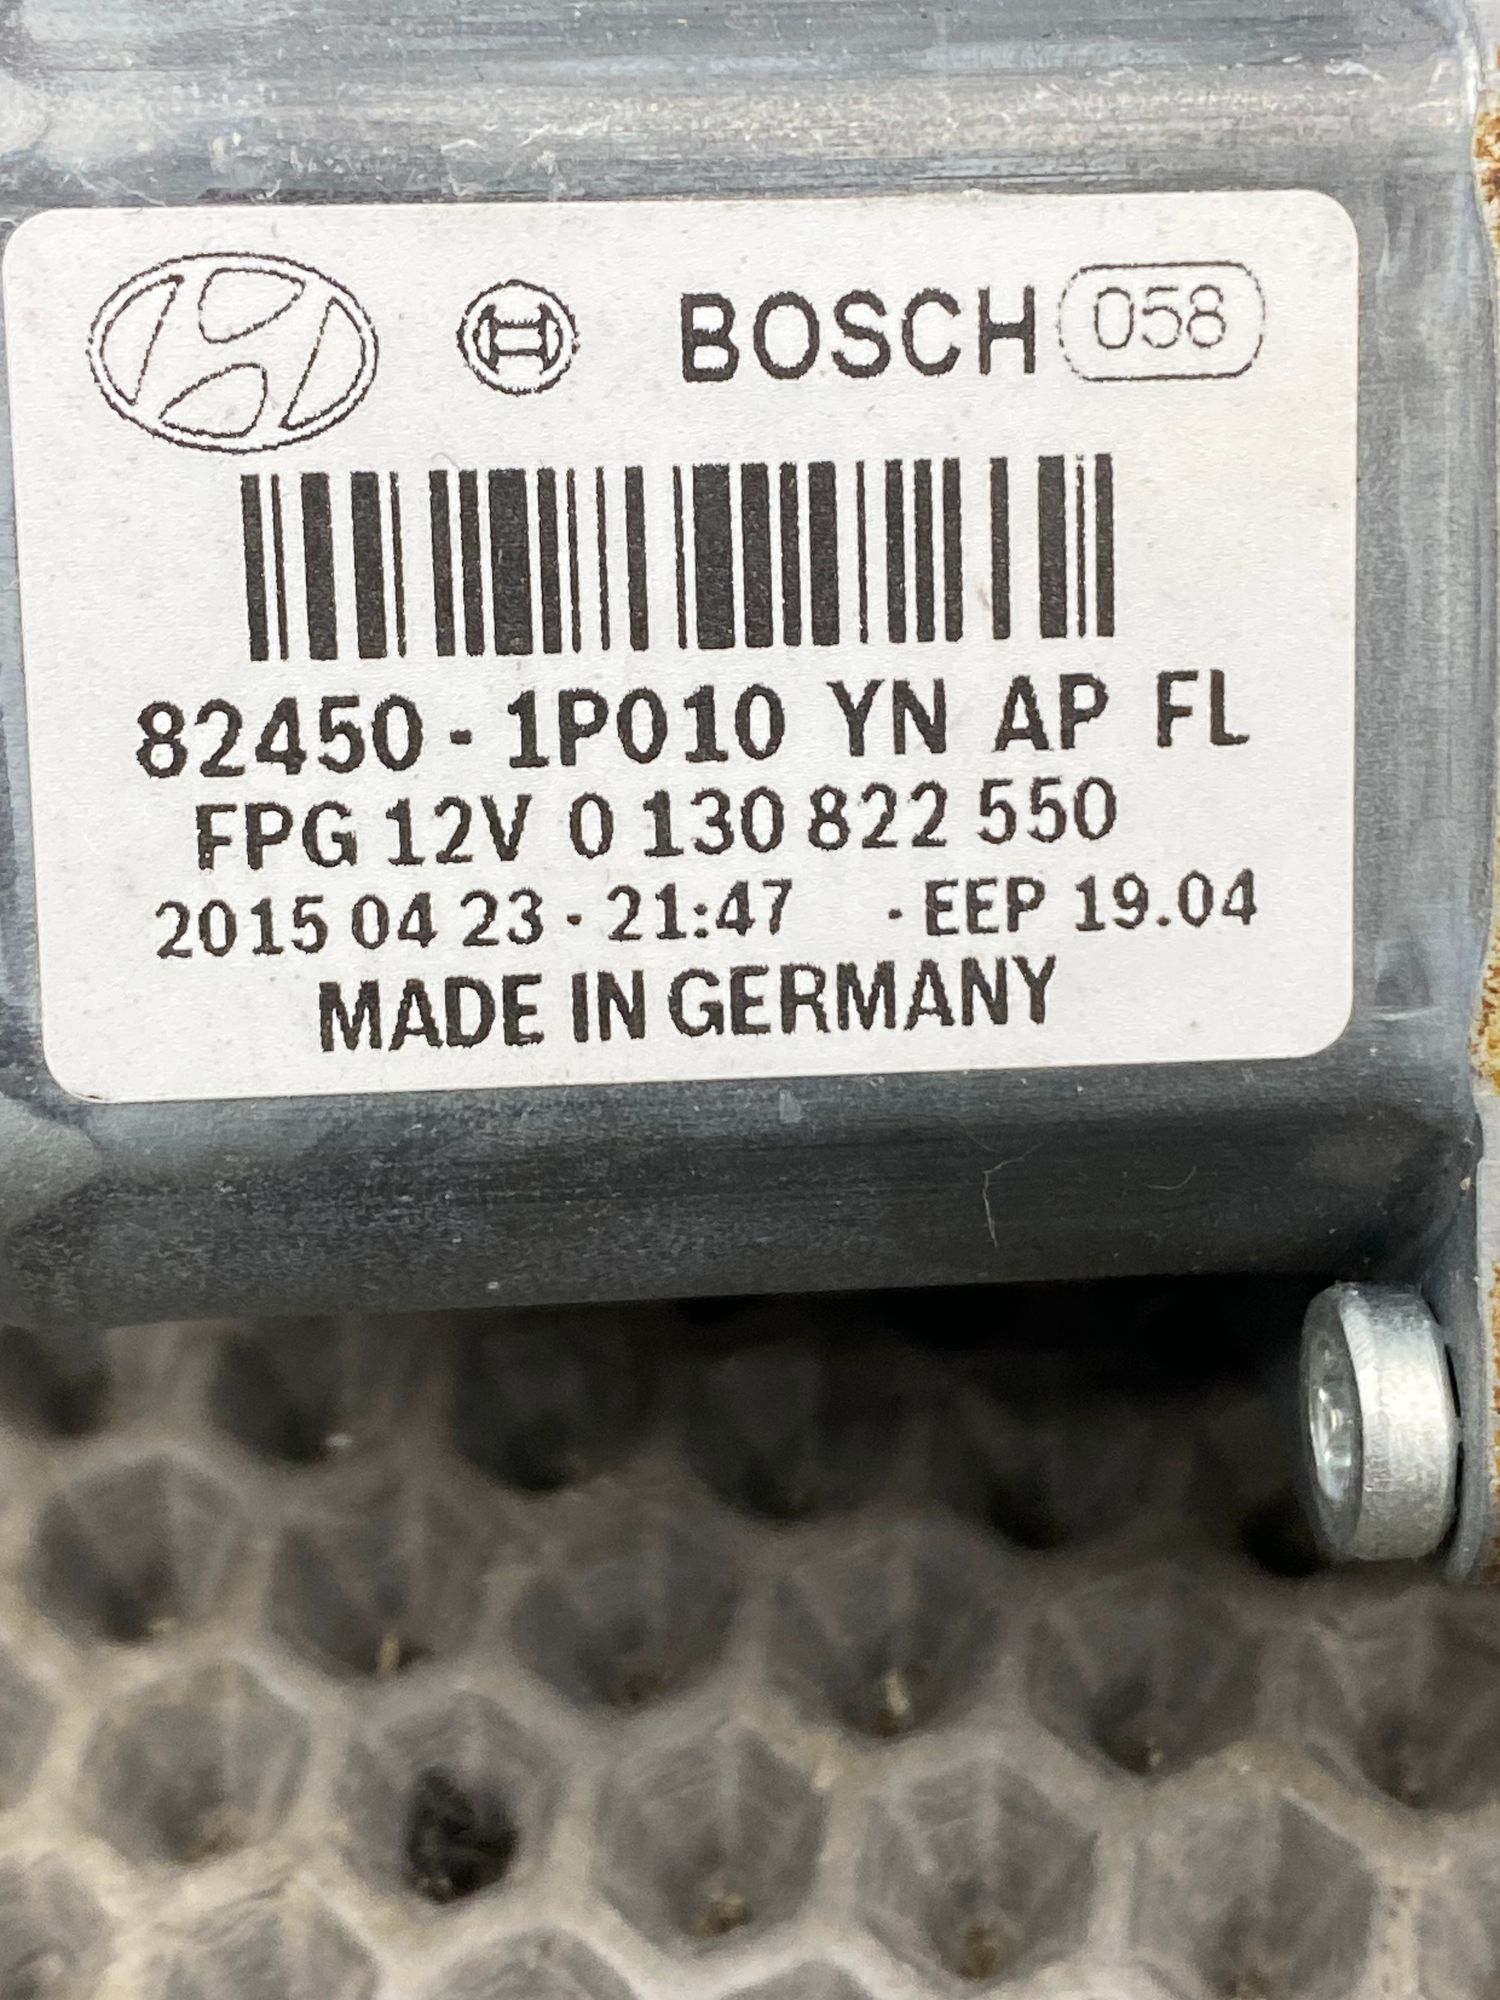 BOSCH 058
82450-1P010 YN AP FL
FPG 12V 0 130 822 550
2015 04 23 · 21:47 · EEP 19.04
MADE IN GERMANY